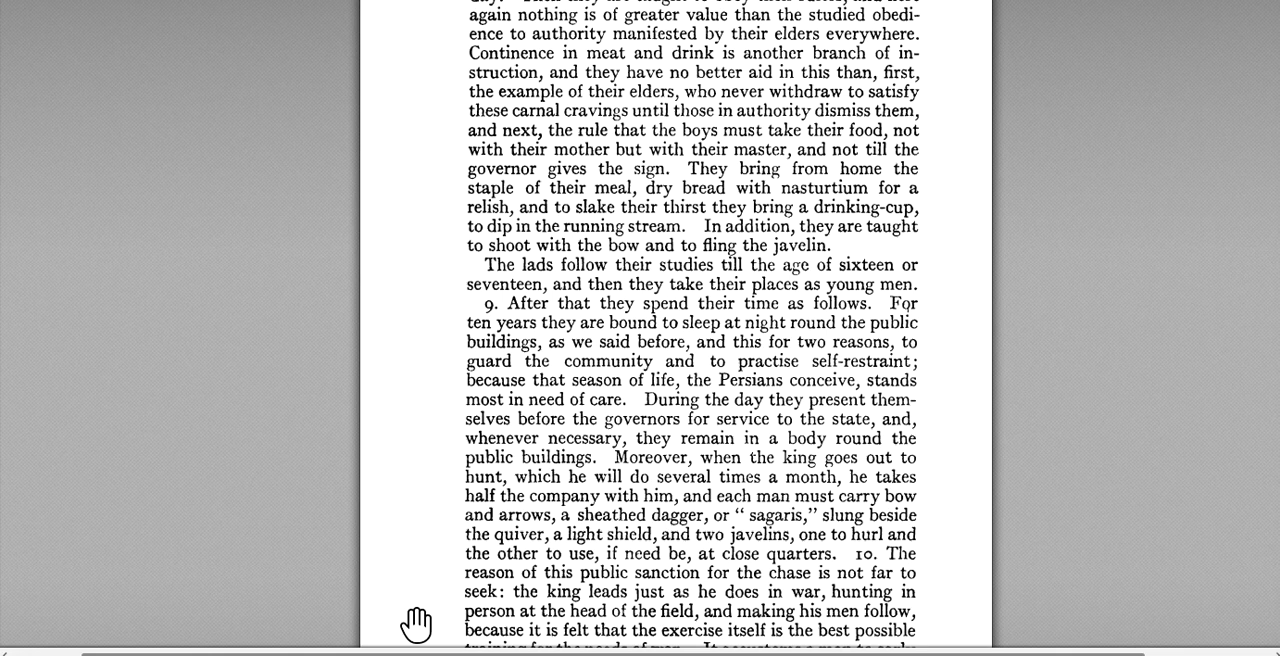 again nothing is of greater value than the studied obedi-
ence to authority manifested by their elders everywhere.
Continence in meat and drink is another branch of in-
struction, and they have no better aid in this than, first,
the example of their elders, who never withdraw to satisfy
these carnal cravings until those in authority dismiss them,
and next, the rule that the boys must take their food, not
with their mother but with their master, and not till the
governor gives the sign. They bring from home the
staple of their meal, dry bread with nasturtium for a
relish, and to slake their thirst they bring a drinking-cup,
to dip in the running stream. In addition, they are taught
to shoot with the bow and to fling the javelin.
The lads follow their studies till the age of sixteen or
seventeen, and then they take their places as young men.
9. After that they spend their time as follows. For
ten years they are bound to sleep at night round the public
buildings, as we said before, and this for two reasons, to
guard the community and to practise self-restraint;
because that season of life, the Persians conceive, stands
most in need of care. During the day they present them-
selves before the governors for service to the state, and,
whenever necessary, they remain in a body round the
public buildings. Moreover, when the king goes out to
hunt, which he will do several times a month, he takes
half the company with him, and each man must carry bow
and arrows, a sheathed dagger, or “ sagaris,” slung beside
the quiver, a light shield, and two javelins, one to hurl and
the other to use, if need be, at close quarters. 10. The
reason of this public sanction for the chase is not far to
seek: the king leads just as he does in war, hunting in
person at the head of the field, and making his men follow,
because it is felt that the exercise itself is the best possible